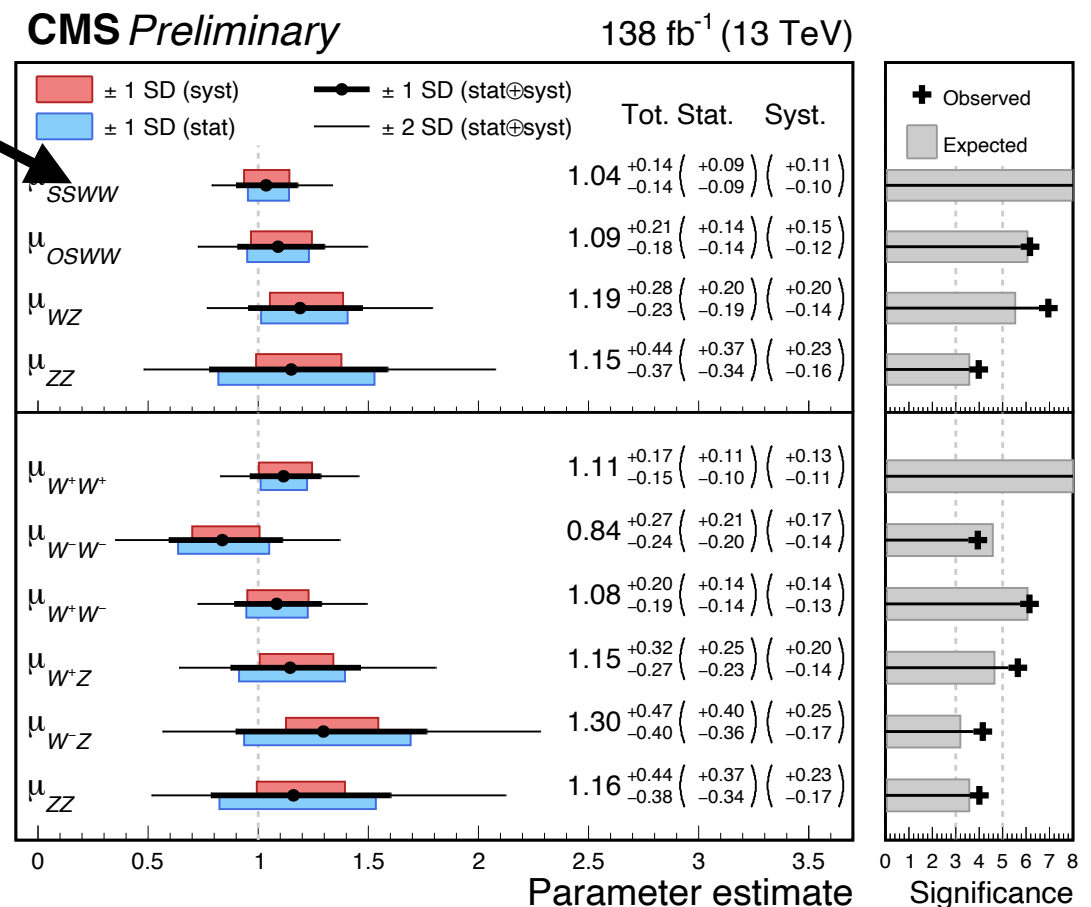 CMS Preliminary 138 fb⁻¹ (13 TeV)
± 1 SD (syst) ± 1 SD (stat⊕syst)
± 1 SD (stat) ± 2 SD (stat⊕syst)
Tot. Stat. Syst.
Observed
Expected
SSWW 1.04 +0.14 −0.14 ( +0.09 −0.09 ) ( +0.11 −0.10 )
μ OSWW 1.09 +0.21 −0.18 ( +0.14 −0.14 ) ( +0.15 −0.12 )
μ WZ 1.19 +0.28 −0.23 ( +0.20 −0.19 ) ( +0.20 −0.14 )
μ ZZ 1.15 +0.44 −0.37 ( +0.37 −0.34 ) ( +0.23 −0.16 )
μ W⁺W⁺ 1.11 +0.17 −0.15 ( +0.11 −0.10 ) ( +0.13 −0.11 )
μ W⁻W⁻ 0.84 +0.27 −0.24 ( +0.21 −0.20 ) ( +0.17 −0.14 )
μ W⁺W⁻ 1.08 +0.20 −0.19 ( +0.14 −0.14 ) ( +0.14 −0.13 )
μ W⁺Z 1.15 +0.32 −0.27 ( +0.25 −0.23 ) ( +0.20 −0.14 )
μ W⁻Z 1.30 +0.47 −0.40 ( +0.40 −0.36 ) ( +0.25 −0.17 )
μ ZZ 1.16 +0.44 −0.38 ( +0.37 −0.34 ) ( +0.23 −0.17 )
0 0.5 1 1.5 2 2.5 3 3.5
0 1 2 3 4 5 6 7 8
Parameter estimate
Significance